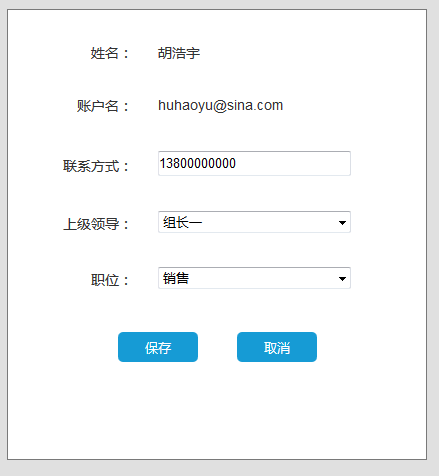 姓名： 胡浩宇
账户名： huhaoyu@sina.com
联系方式： 13800000000
上级领导： 组长一
职位： 销售
保存 取消